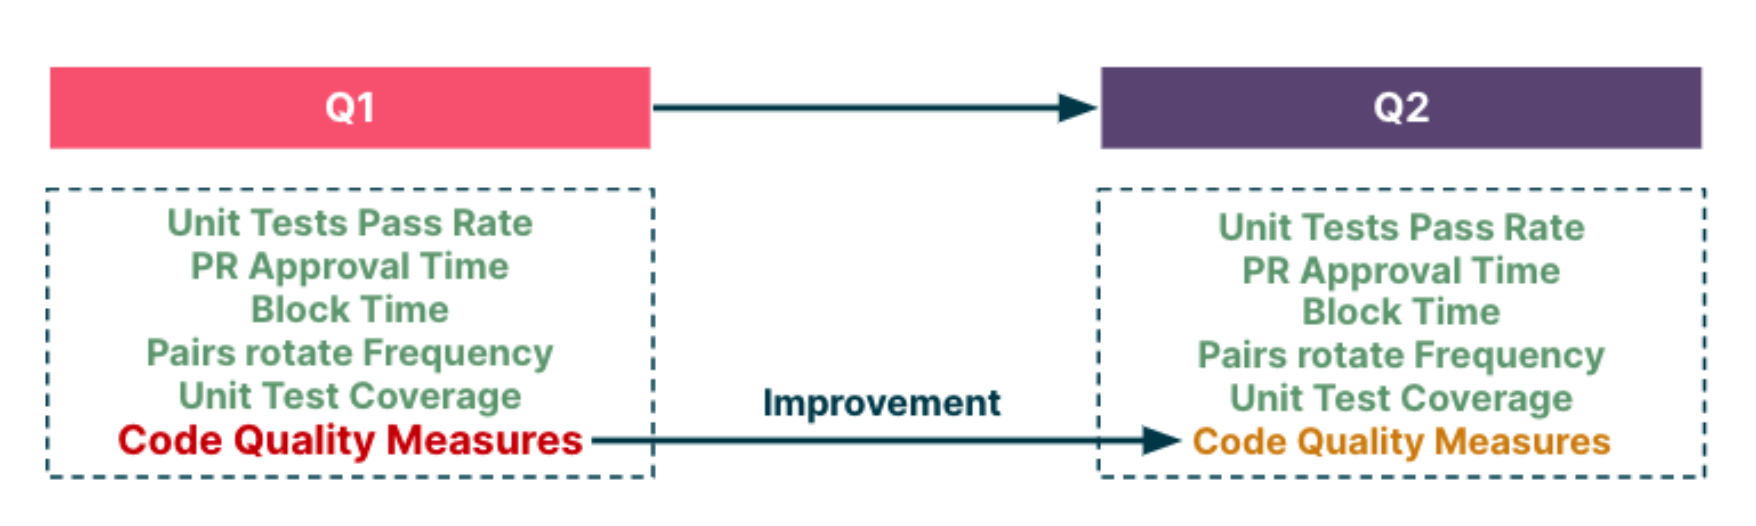 Q1
Q2
Unit Tests Pass Rate
PR Approval Time
Block Time
Pairs rotate Frequency
Unit Test Coverage
Code Quality Measures
Improvement
Unit Tests Pass Rate
PR Approval Time
Block Time
Pairs rotate Frequency
Unit Test Coverage
Code Quality Measures